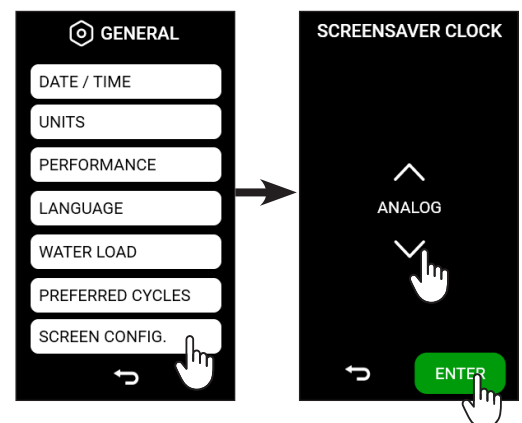 GENERAL
DATE / TIME
UNITS
PERFORMANCE
LANGUAGE
WATER LOAD
PREFERRED CYCLES
SCREEN CONFIG.
SCREENSAVER CLOCK
ANALOG
ENTER